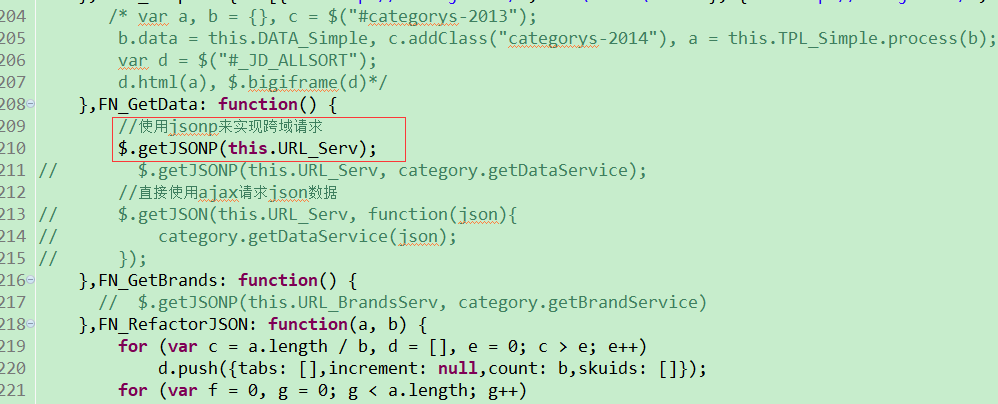 204 /* var a, b = {}, c = $("#categorys-2013");
205 b.data = this.DATA_Simple, c.addClass("categorys-2014"), a = this.TPL_Simple.process(b);
206 var d = $("#_JD_ALLSORT");
207 d.html(a), $.bigiframe(d)*/
208 },FN_GetData: function() {
209 //使用jsonp来实现跨域请求
210 $.getJSONP(this.URL_Serv);
211 // $.getJSONP(this.URL_Serv, category.getDataService);
212 //直接使用ajax请求json数据
213 // $.getJSON(this.URL_Serv, function(json){
214 // category.getDataService(json);
215 // });
216 },FN_GetBrands: function() {
217 // $.getJSONP(this.URL_BrandsServ, category.getBrandService)
218 },FN_RefactorJSON: function(a, b) {
219 for (var c = a.length / b, d = [], e = 0; c > e; e++)
220 d.push({tabs: [],increment: null,count: b,skuids: []});
221 for (var f = 0, g = 0; g < a.length; g++)